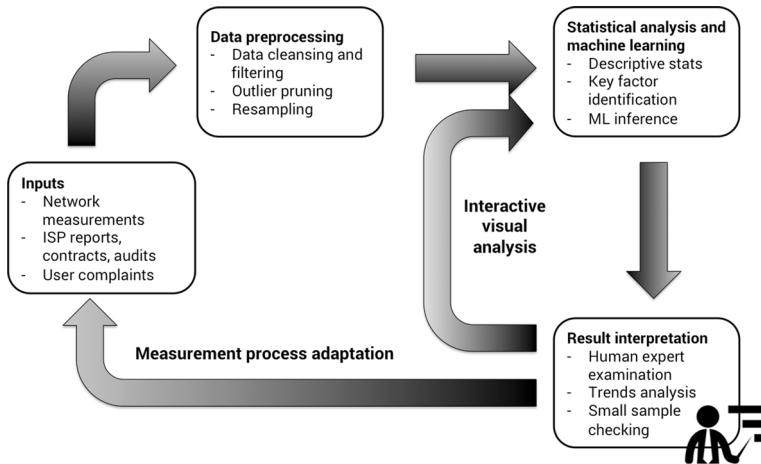 Data preprocessing
- Data cleansing and
filtering
- Outlier pruning
- Resampling
Statistical analysis and
machine learning
- Descriptive stats
- Key factor
identification
- ML inference
Inputs
- Network
measurements
- ISP reports,
contracts, audits
- User complaints
Interactive
visual
analysis
Measurement process adaptation
Result interpretation
- Human expert
examination
- Trends analysis
- Small sample
checking